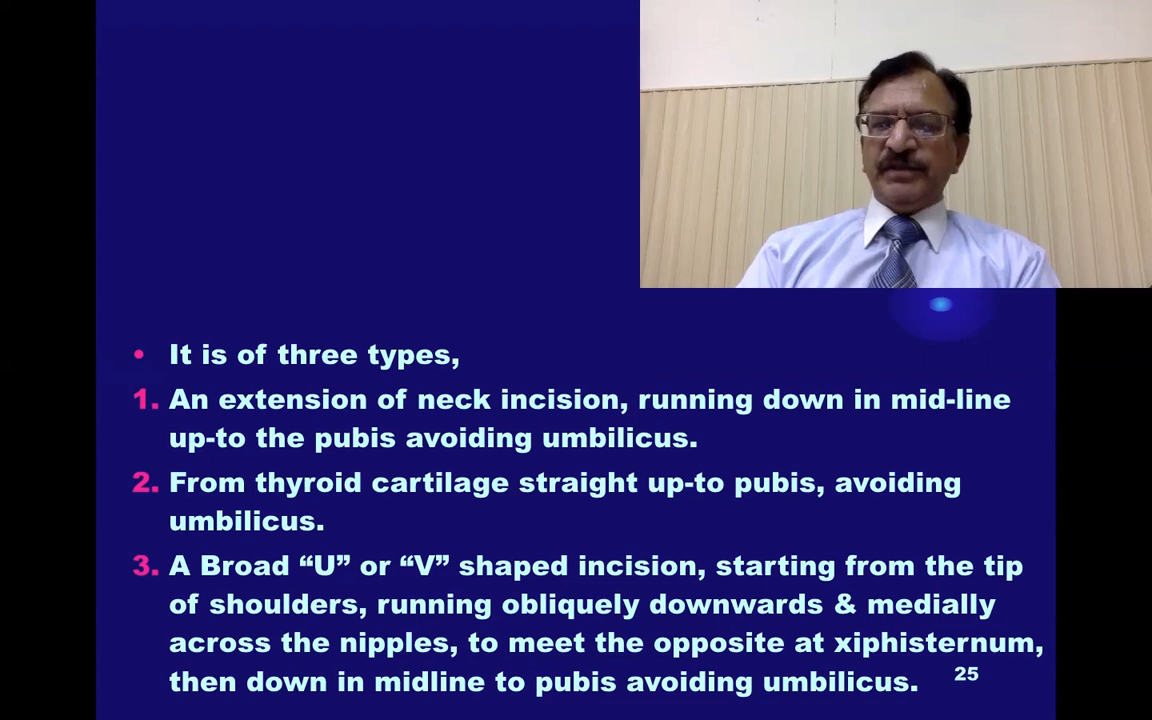 • It is of three types,
1. An extension of neck incision, running down in mid-line
up-to the pubis avoiding umbilicus.
2. From thyroid cartilage straight up-to pubis, avoiding
umbilicus.
3. A Broad “U” or “V” shaped incision, starting from the tip
of shoulders, running obliquely downwards & medially
across the nipples, to meet the opposite at xiphisternum,
then down in midline to pubis avoiding umbilicus.
25